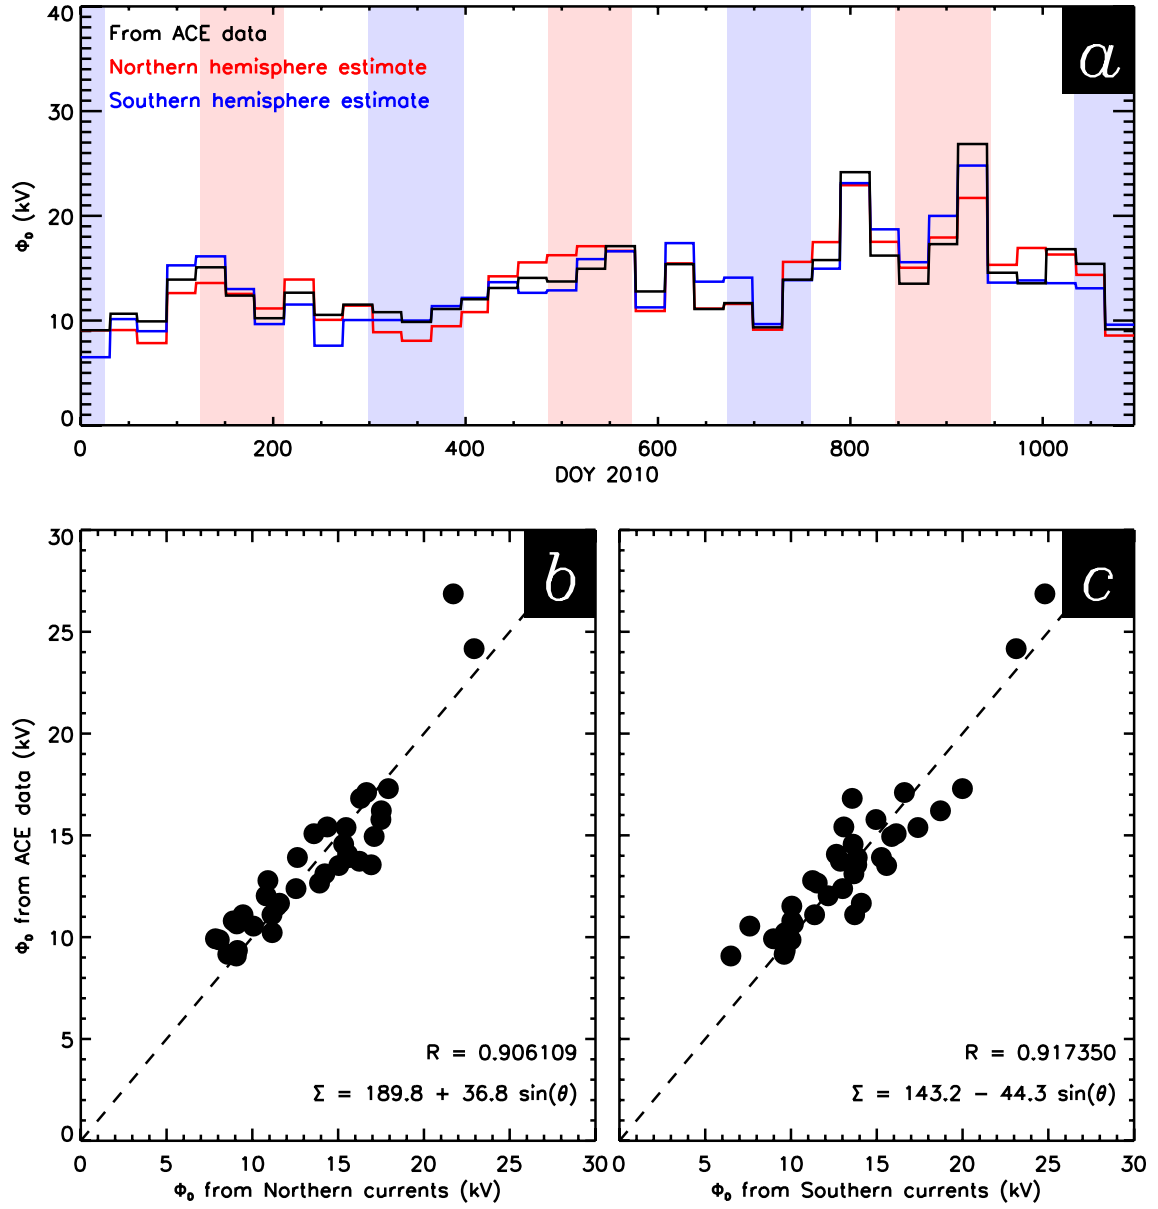 40
30
20
10
0
Φ₀ (kV)
From ACE data
Northern hemisphere estimate
Southern hemisphere estimate
a
0 200 400 600 800 1000
DOY 2010
30
25
20
15
10
5
0
Φ₀ from ACE data (kV)
b
R = 0.906109
Σ = 189.8 + 36.8 sin(θ)
0 5 10 15 20 25 30
Φ₀ from Northern currents (kV)
c
R = 0.917350
Σ = 143.2 − 44.3 sin(θ)
0 5 10 15 20 25 30
Φ₀ from Southern currents (kV)